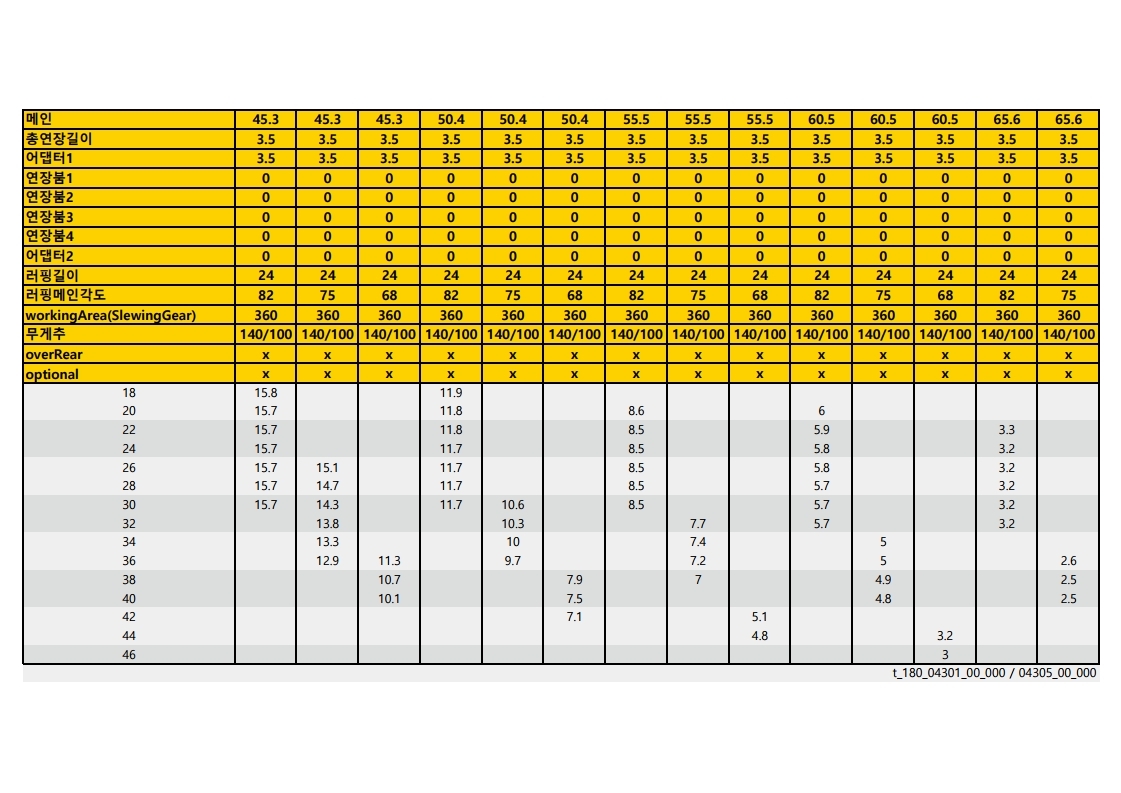 메인 45.3 45.3 45.3 50.4 50.4 50.4 55.5 55.5 55.5 60.5 60.5 60.5 65.6 65.6
총연장길이 3.5 3.5 3.5 3.5 3.5 3.5 3.5 3.5 3.5 3.5 3.5 3.5 3.5 3.5
어댑터1 3.5 3.5 3.5 3.5 3.5 3.5 3.5 3.5 3.5 3.5 3.5 3.5 3.5 3.5
연장붐1 0 0 0 0 0 0 0 0 0 0 0 0 0 0
연장붐2 0 0 0 0 0 0 0 0 0 0 0 0 0 0
연장붐3 0 0 0 0 0 0 0 0 0 0 0 0 0 0
연장붐4 0 0 0 0 0 0 0 0 0 0 0 0 0 0
어댑터2 0 0 0 0 0 0 0 0 0 0 0 0 0 0
러핑길이 24 24 24 24 24 24 24 24 24 24 24 24 24 24
러핑메인각도 82 75 68 82 75 68 82 75 68 82 75 68 82 75
workingArea(SlewingGear) 360 360 360 360 360 360 360 360 360 360 360 360 360 360
무게추 140/100 140/100 140/100 140/100 140/100 140/100 140/100 140/100 140/100 140/100 140/100 140/100 140/100 140/100
overRear x x x x x x x x x x x x x x
optional x x x x x x x x x x x x x x
18 15.8 11.9
20 15.7 11.8 8.6 6
22 15.7 11.8 8.5 5.9 3.3
24 15.7 11.7 8.5 5.8 3.2
26 15.7 15.1 11.7 8.5 5.8 3.2
28 15.7 14.7 11.7 8.5 5.7 3.2
30 15.7 14.3 11.7 10.6 8.5 5.7 3.2
32 13.8 10.3 7.7 5.7 3.2
34 13.3 10 7.4 5
36 12.9 11.3 9.7 7.2 5 2.6
38 10.7 7.9 7 4.9 2.5
40 10.1 7.5 4.8 2.5
42 7.1 5.1
44 4.8 3.2
46 3
t_180_04301_00_000 / 04305_00_000